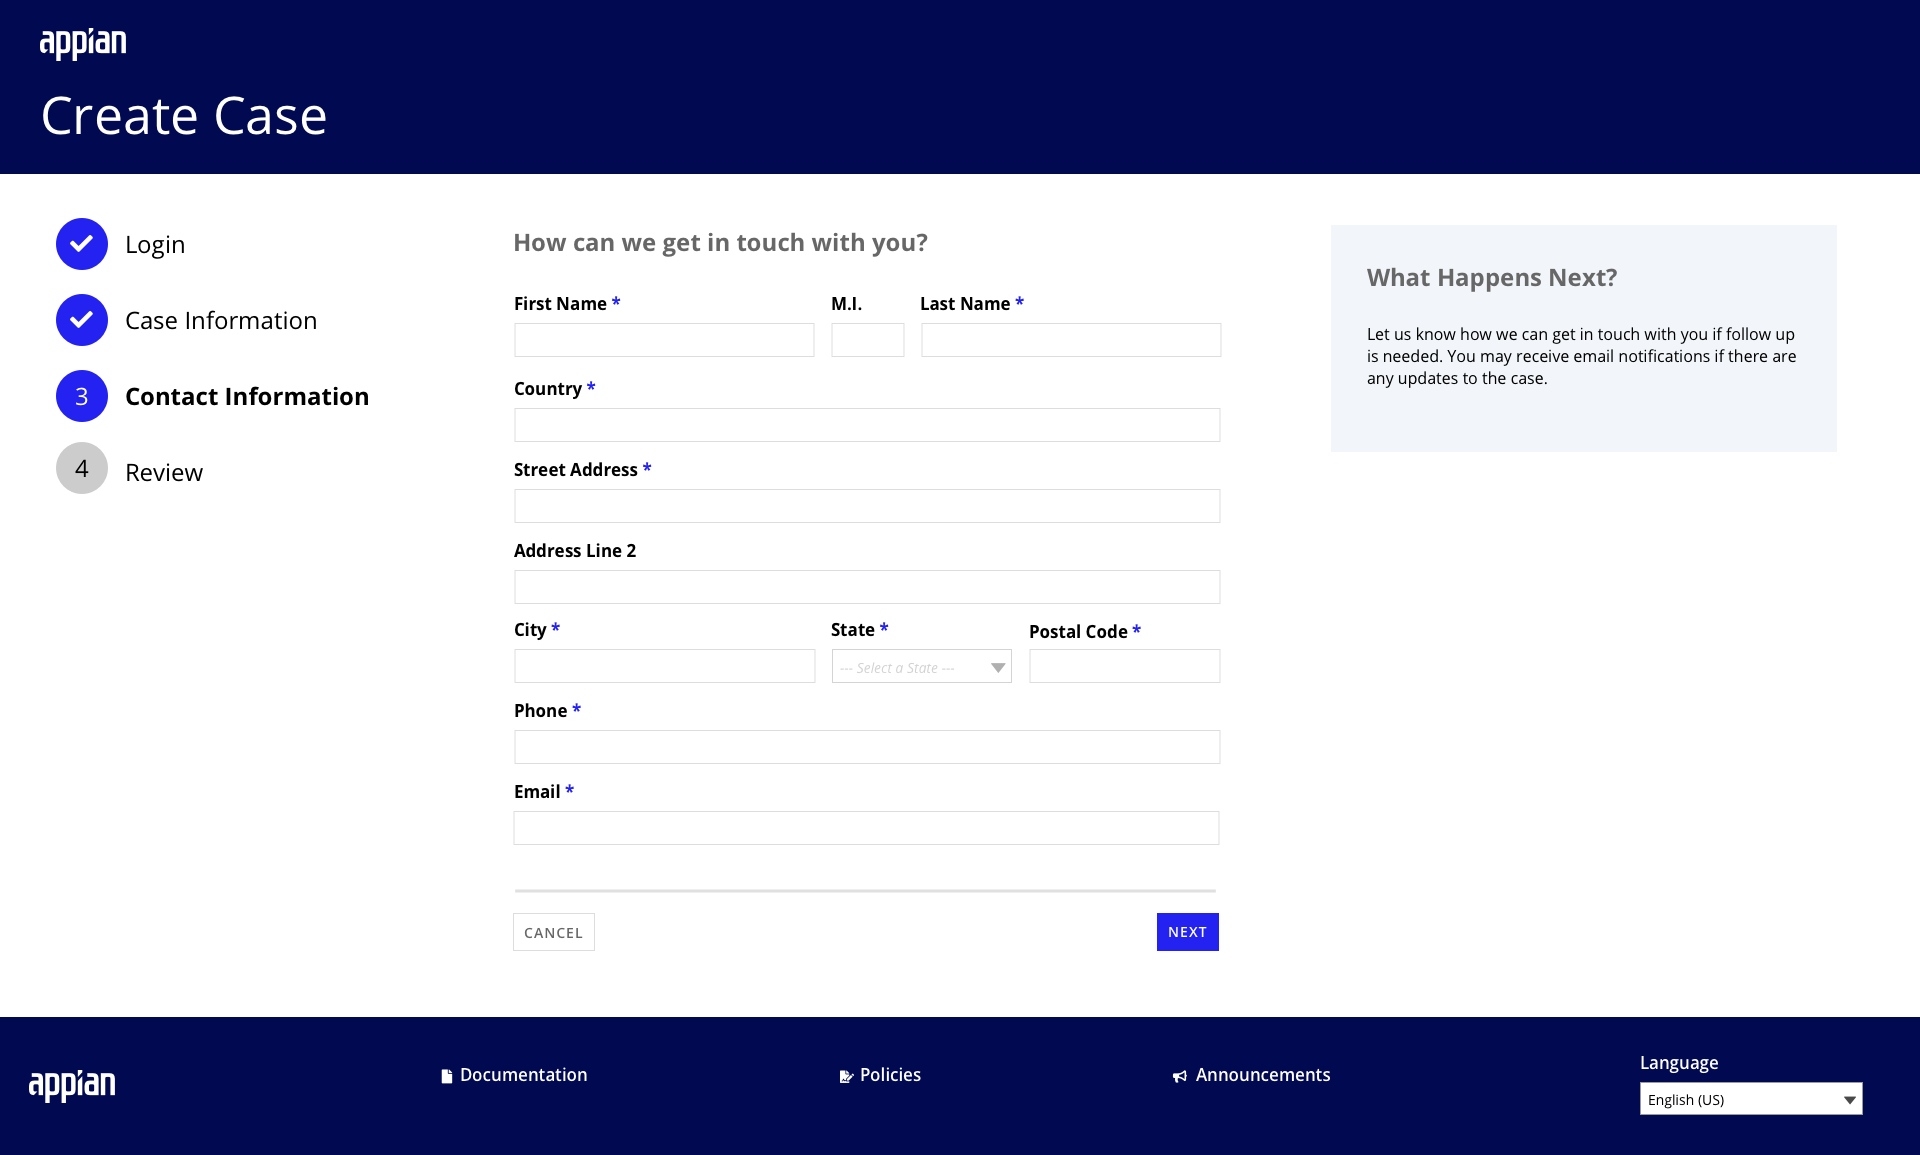 appian
Create Case
Login
Case Information
3
Contact Information
4
Review
How can we get in touch with you?
First Name *
M.I.
Last Name *
Country *
Street Address *
Address Line 2
City *
State *
Postal Code *
--- Select a State ---
Phone *
Email *
CANCEL
NEXT
What Happens Next?
Let us know how we can get in touch with you if follow up
is needed. You may receive email notifications if there are
any updates to the case.
appian
Documentation
Policies
Announcements
Language
English (US)